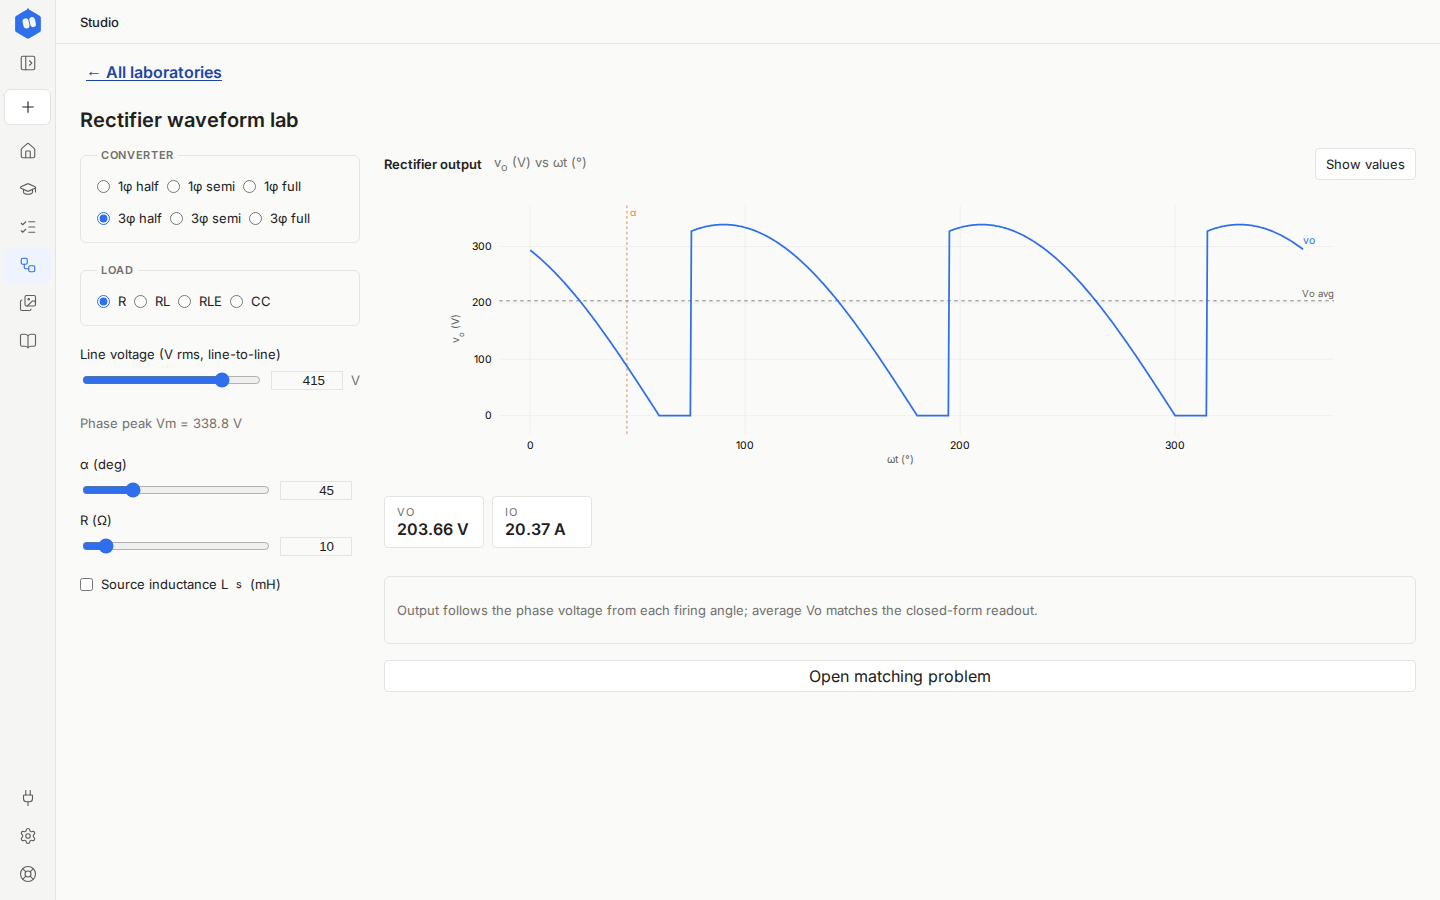 Studio
← All laboratories
Rectifier waveform lab
CONVERTER
1φ half 1φ semi 1φ full
3φ half 3φ semi 3φ full
LOAD
R RL RLE CC
Line voltage (V rms, line-to-line)
415 V
Phase peak Vm = 338.8 V
α (deg)
45
R (Ω)
10
Source inductance L s (mH)
Rectifier output vo (V) vs ωt (°)
Show values
α
300
vo
200
Vo avg
vo (V)
100
0
0 100 200 300
ωt (°)
VO
203.66 V
IO
20.37 A
Output follows the phase voltage from each firing angle; average Vo matches the closed-form readout.
Open matching problem